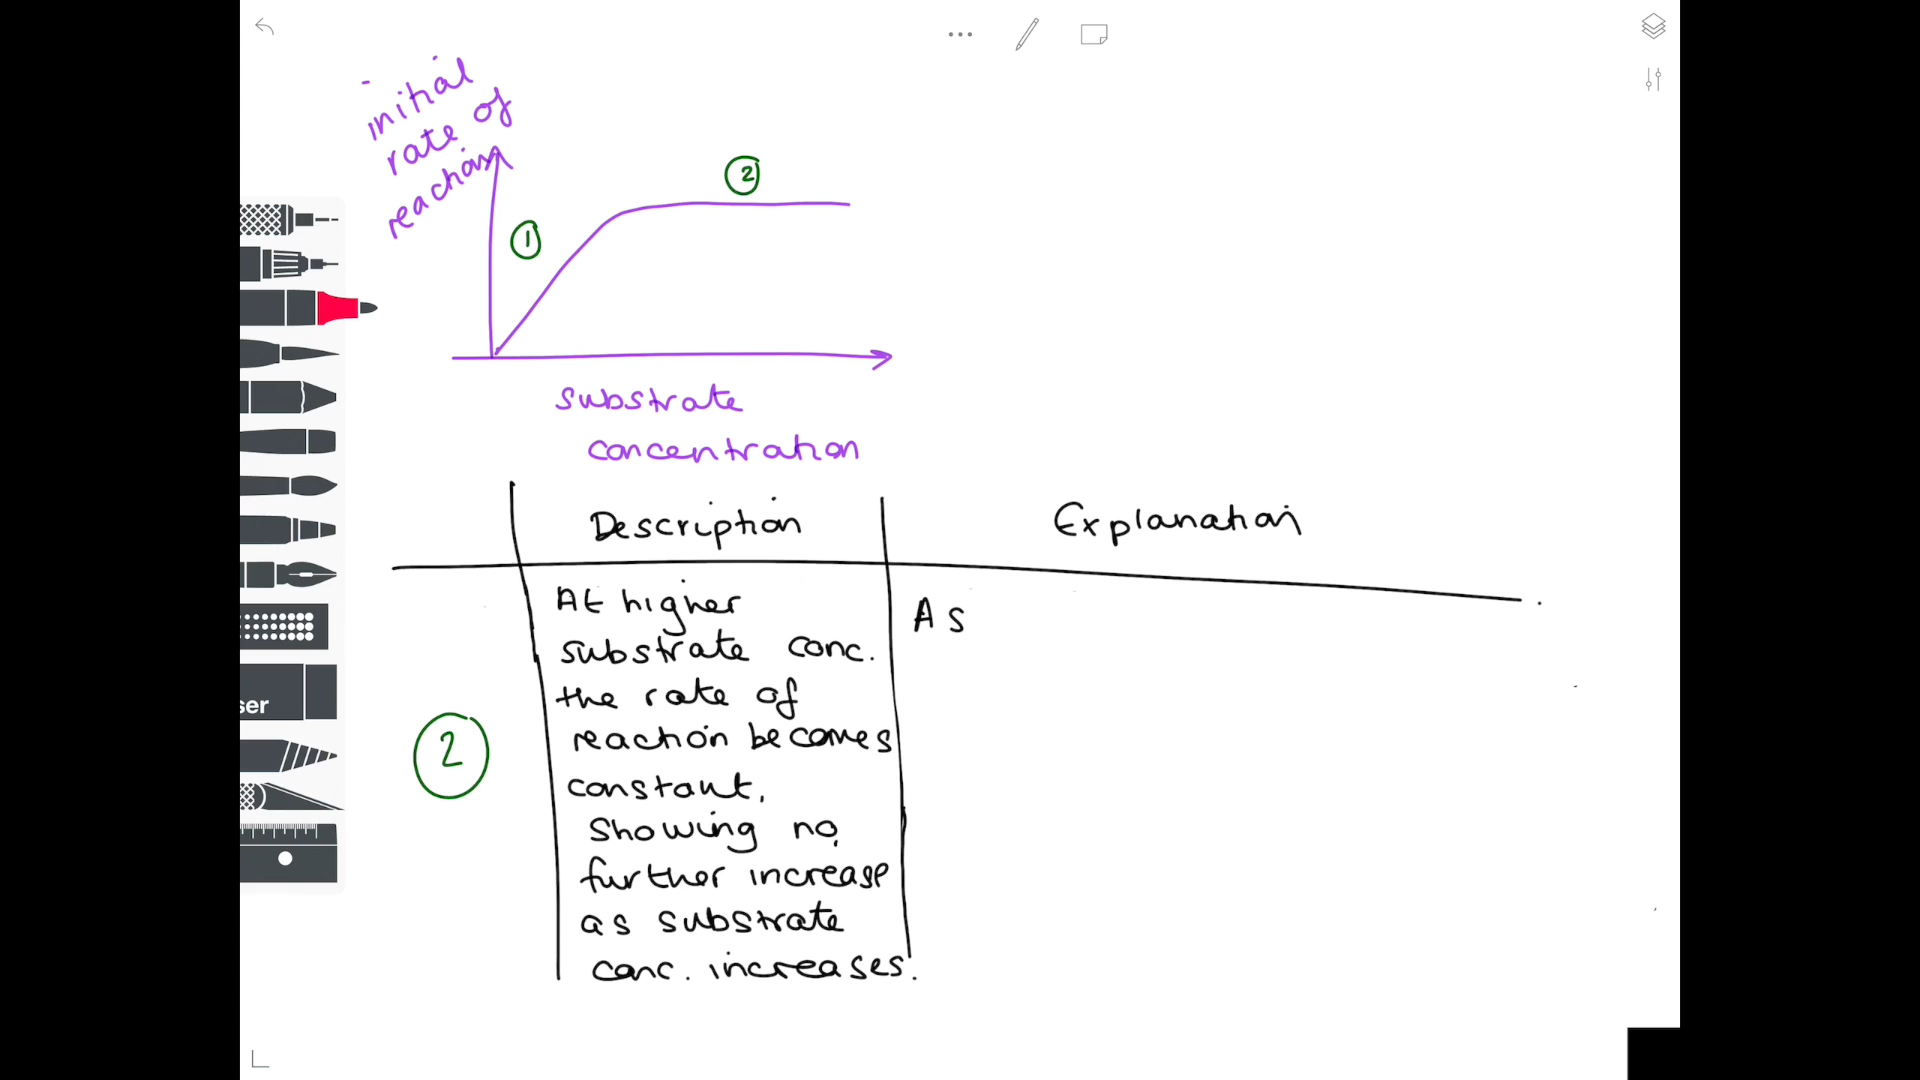 initial
rate of
reaction
1
2
substrate
concentration
Description
Explanation
2
At higher
substrate conc.
the rate of
reaction becomes
constant,
showing no
further increase
as substrate
conc. increases.
As
ser